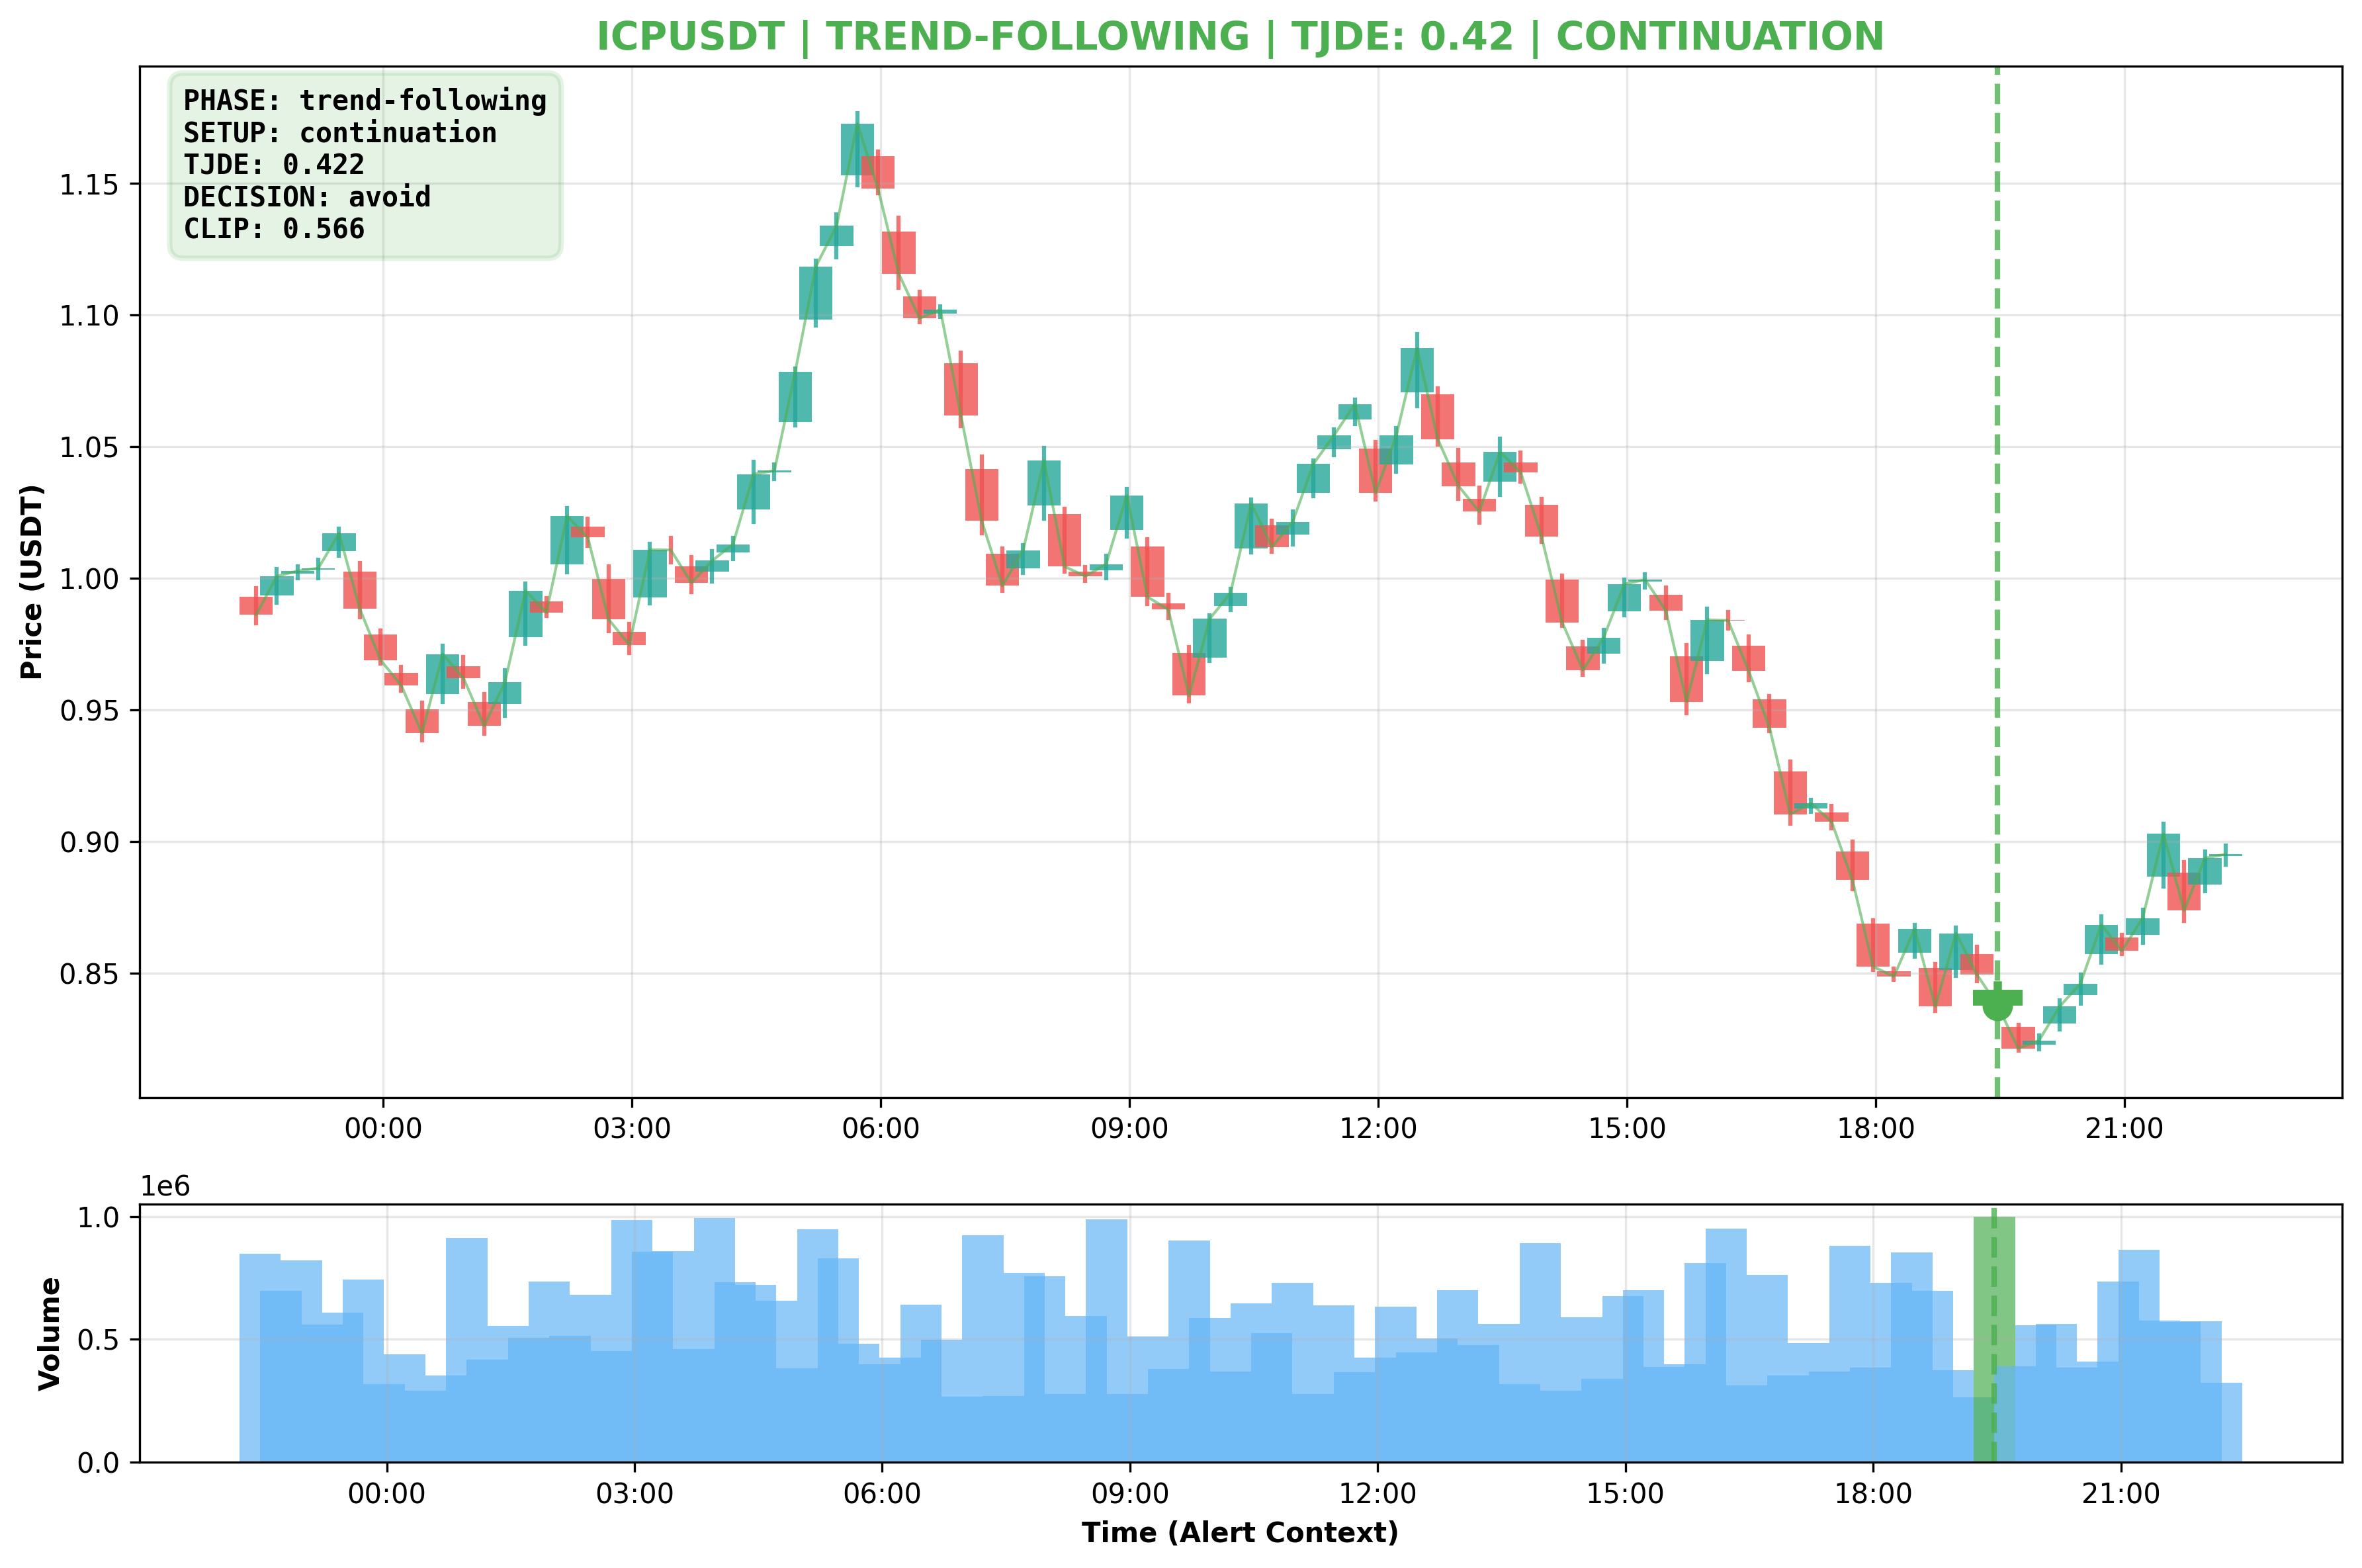 ICPUSDT | TREND-FOLLOWING | TJDE: 0.42 | CONTINUATION
PHASE: trend-following
SETUP: continuation
TJDE: 0.422
DECISION: avoid
CLIP: 0.566
Price (USDT)
1.15
1.10
1.05
1.00
0.95
0.90
0.85
00:00 03:00 06:00 09:00 12:00 15:00 18:00 21:00
1e6
Volume
1.0
0.5
0.0
00:00 03:00 06:00 09:00 12:00 15:00 18:00 21:00
Time (Alert Context)